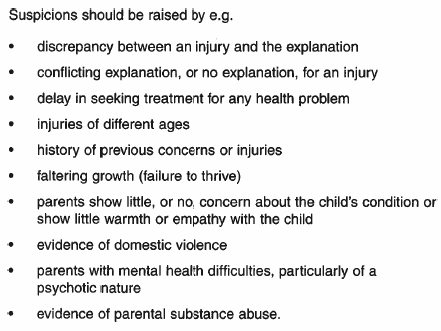 Suspicions should be raised by e.g.
• discrepancy between an injury and the explanation
• conflicting explanation, or no explanation, for an injury
• delay in seeking treatment for any health problem
• injuries of different ages
• history of previous concerns or injuries
• faltering growth (failure to thrive)
• parents show little, or no, concern about the child's condition or
show little warmth or empathy with the child
• evidence of domestic violence
• parents with mental health difficulties, particularly of a
psychotic nature
• evidence of parental substance abuse.